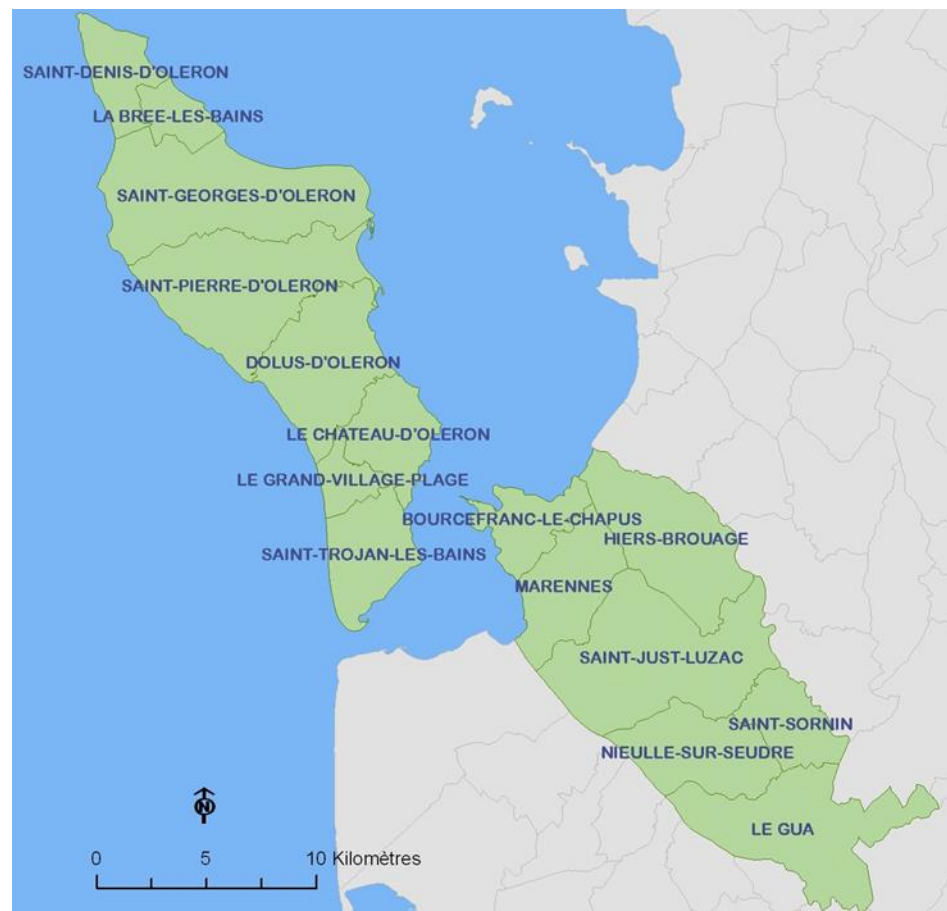 SAINT-DENIS-D'OLERON
LA BREE-LES-BAINS
SAINT-GEORGES-D'OLERON
SAINT-PIERRE-D'OLERON
DOLUS-D'OLERON
LE CHATEAU-D'OLERON
LE GRAND-VILLAGE-PLAGE
BOURCEFRANC-LE-CHAPUS
HIERS-BROUAGE
SAINT-TROJAN-LES-BAINS
MARENNES
SAINT-JUST-LUZAC
SAINT-SORNIN
NIEULLE-SUR-SEUDRE
LE GUA
N
0 5 10 Kilomètres